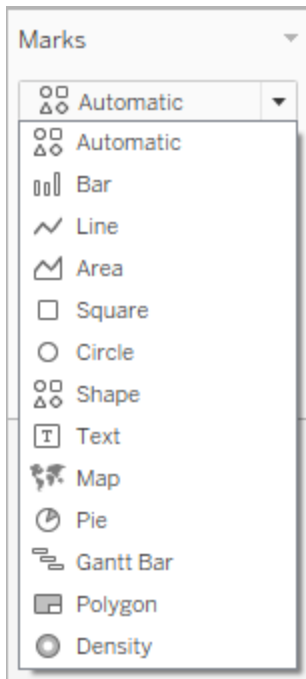 Marks
Automatic
Automatic
Bar
Line
Area
Square
Circle
Shape
T Text
Map
Pie
Gantt Bar
Polygon
Density